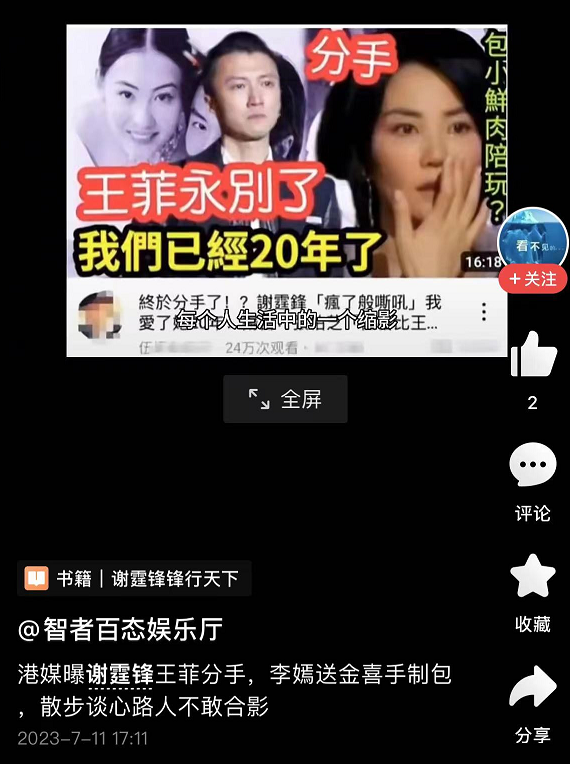 分手
包小鮮肉陪玩？
王菲永別了
我們已經20年了
16:18
看不见的...
+关注
終於分手了！？謝霆鋒「瘋了般嘶吼」我
每个人生活中的一个缩影
愛了
比王...
24万次观看
全屏
2
评论
书籍｜谢霆锋锋行天下
@智者百态娱乐厅
收藏
港媒曝谢霆锋王菲分手，李嫣送金喜手制包
，散步谈心路人不敢合影
2023-7-11 17:11
分享